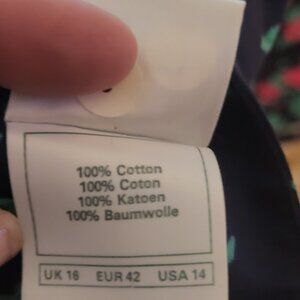 100% Cotton
100% Coton
100% Katoen
100% Baumwolle
UK 16 EUR 42 USA 14